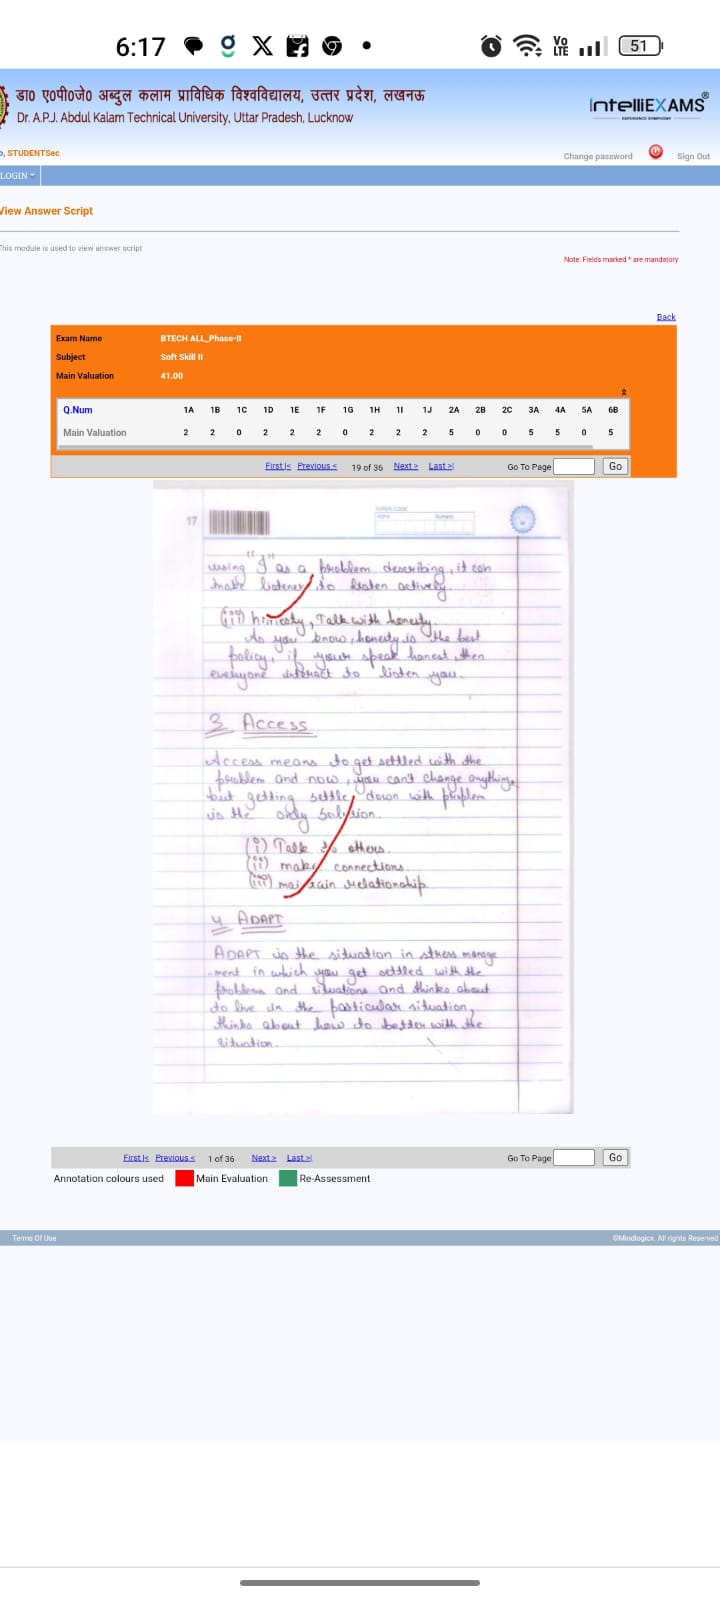 6:17
VO
LTE
51
डा0 ए0पी0जे0 अब्दुल कलाम प्राविधिक विश्वविद्यालय, उत्तर प्रदेश, लखनऊ
Dr. A.P.J. Abdul Kalam Technical University, Uttar Pradesh, Lucknow
IntelliEXAMS®
o, STUDENTSec
Change password
Sign Out
LOGIN
View Answer Script
This module is used to view answer script
Note: Fields marked * are mandatory
Back
Exam Name BTECH ALL_Phase-II
Subject Soft Skill II
Main Valuation 41.00
Q.Num 1A 1B 1C 1D 1E 1F 1G 1H 1I 1J 2A 2B 2C 3A 4A 5A 6B
Main Valuation 2 2 0 2 2 2 0 2 2 2 5 0 0 5 5 0 5
First |< Previous < 19 of 36 Next > Last >| Go To Page Go
17
PAPER CODE
using "I" as a problem describing, it can
make listener to listen actively.
(iii) honesty, Talk with honesty.
As you know, honesty is the best
policy, if your speak honest, then
everyone interact to listen you.
3 Access
Access means to get settled with the
problem and now, you can't change anything,
but getting settle down with problem
is the only solution.
(i) Talk to others.
(ii) make connections.
(iii) maintain relationship
4 ADAPT
ADAPT is the situation in stress manage
-ment in which you get settled with the
problems and situations and thinks about
to live in the particular situation,
thinks about how to better with the
situation.
First |< Previous < 1 of 36 Next > Last >| Go To Page Go
Annotation colours used Main Evaluation Re-Assessment
Terms Of Use
©Mindlogicx. All rights Reserved